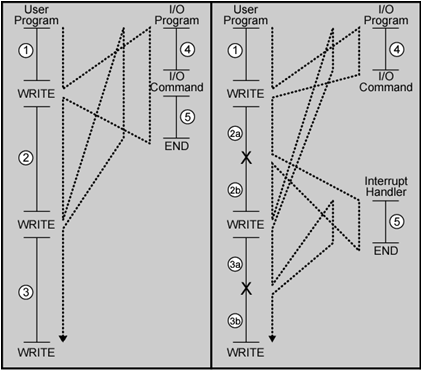 User
Program
I/O
Program
1
4
WRITE
I/O
Command
2
5
END
WRITE
3
WRITE
User
Program
I/O
Program
1
4
WRITE
I/O
Command
2a
X
2b
Interrupt
Handler
WRITE
5
3a
END
X
3b
WRITE